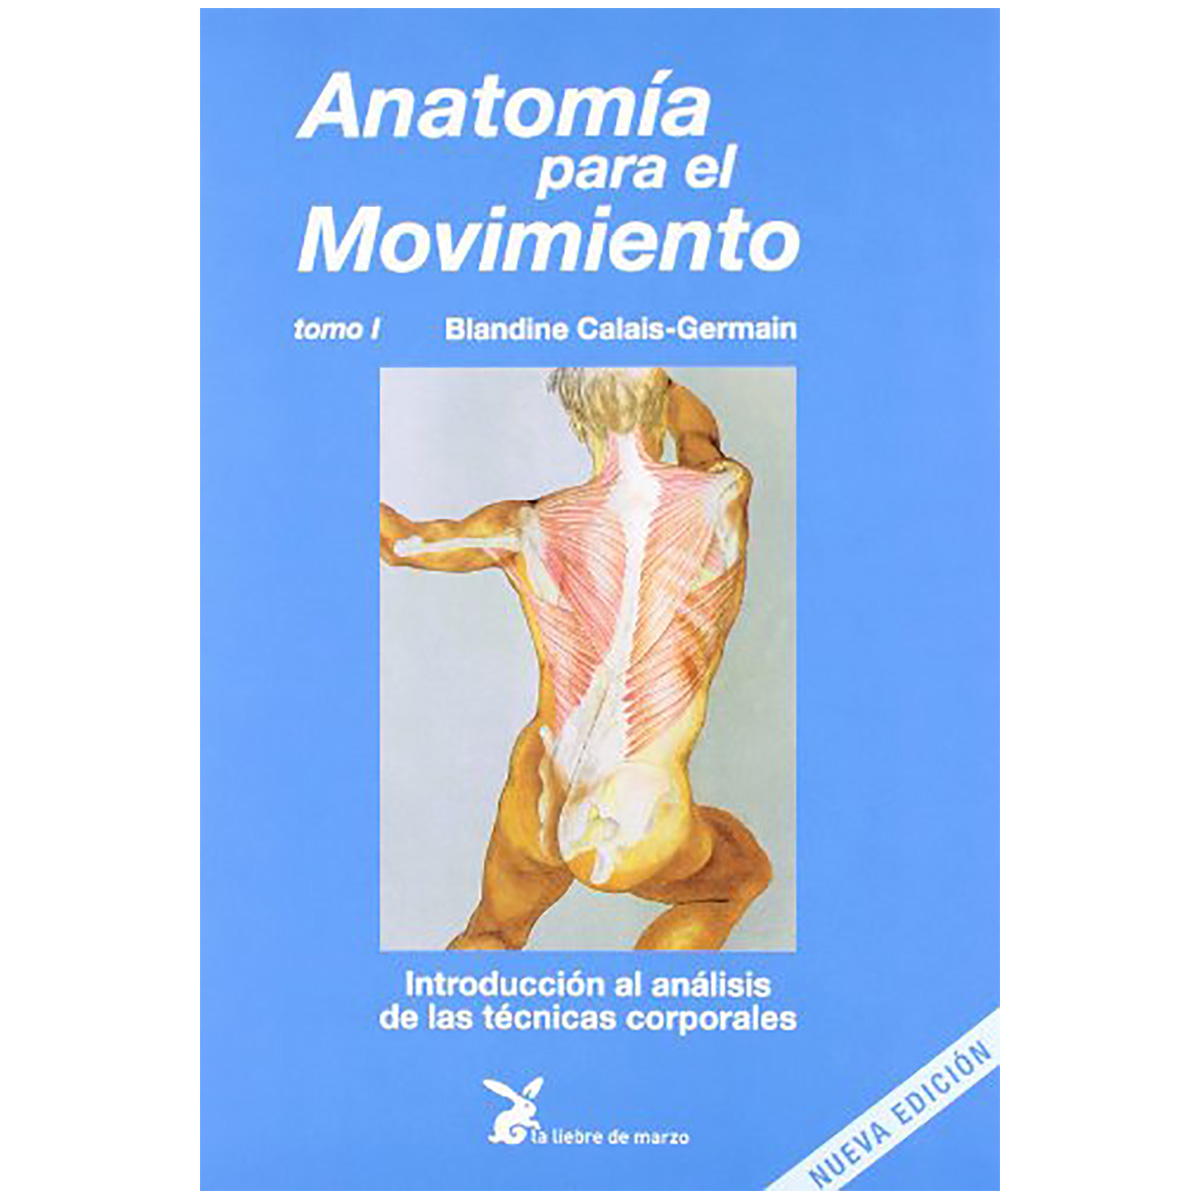 Anatomía
para el
Movimiento
tomo I Blandine Calais-Germain
Introducción al análisis
de las técnicas corporales
la liebre de marzo
NUEVA EDICIÓN